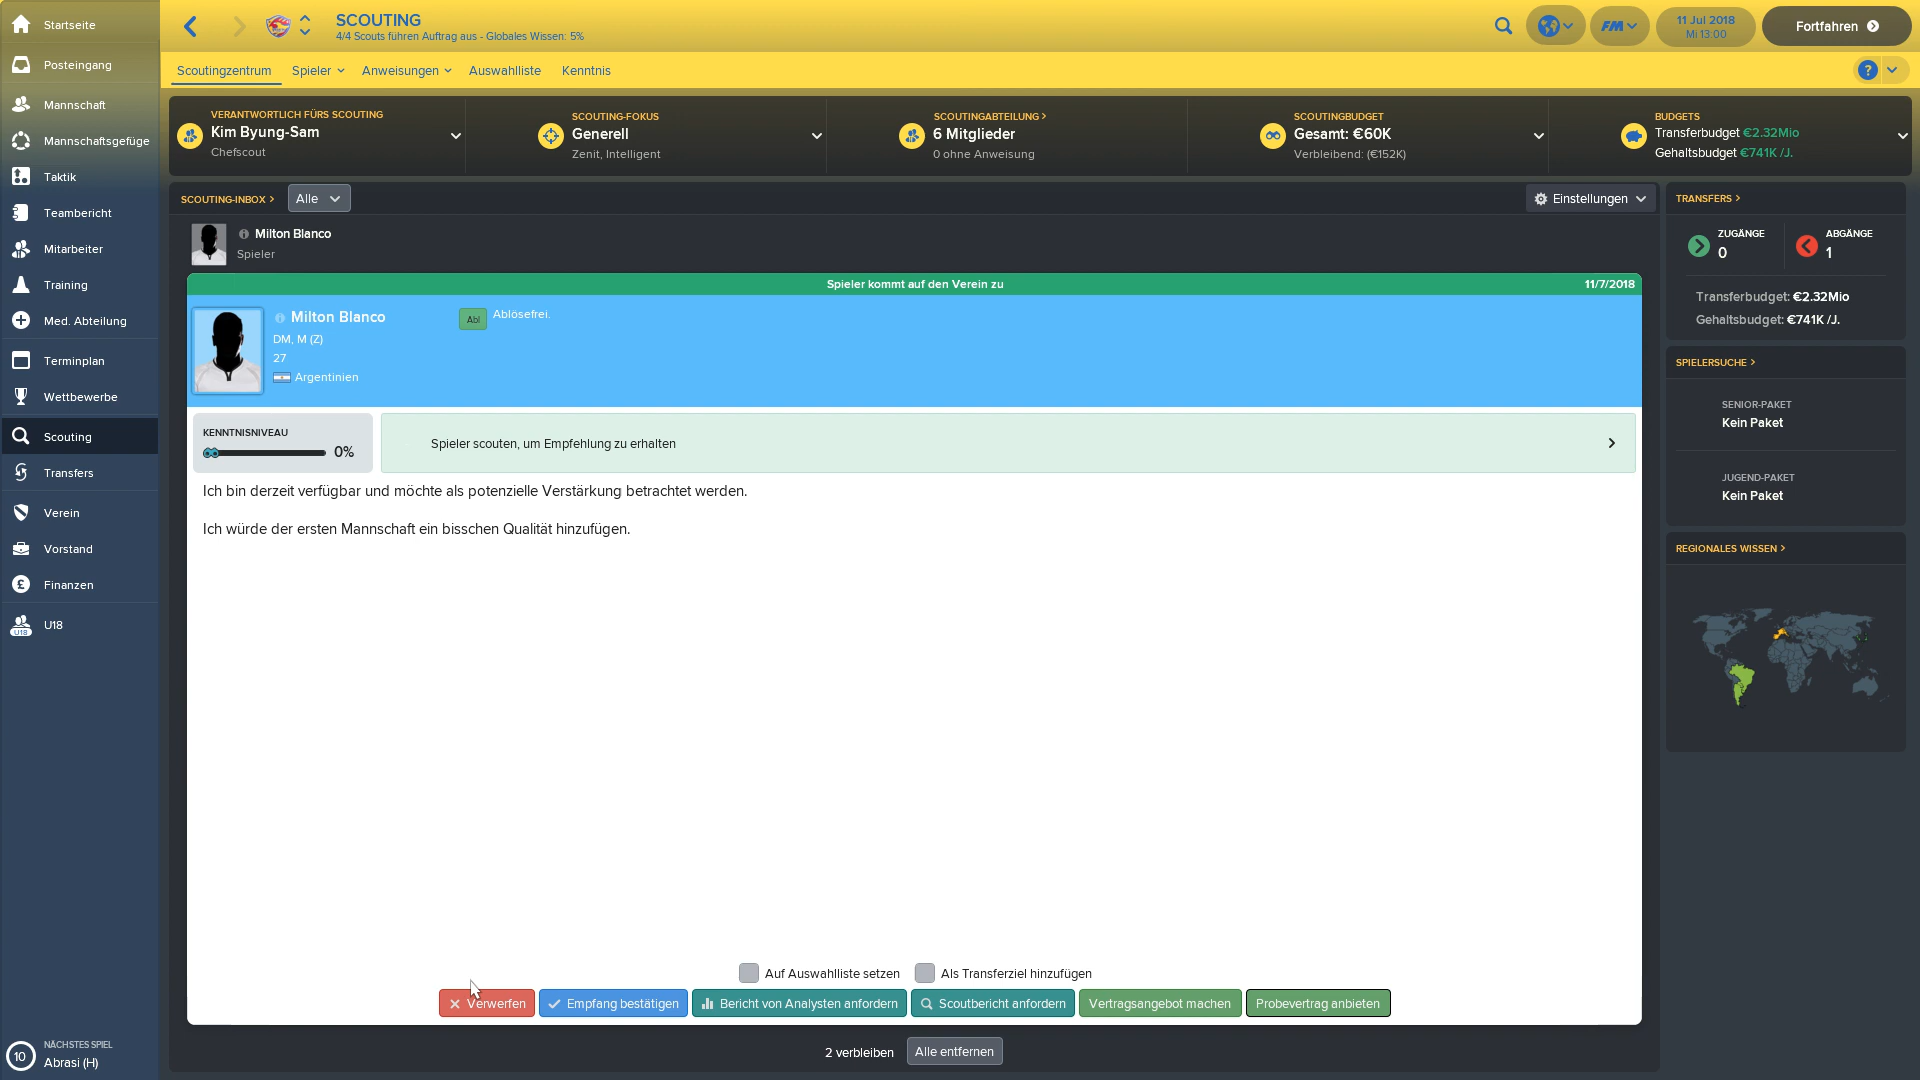 Startseite
Posteingang
Mannschaft
Mannschaftsgefüge
Taktik
Teambericht
Mitarbeiter
Training
Med. Abteilung
Terminplan
Wettbewerbe
Scouting
Transfers
Verein
Vorstand
Finanzen
U18
U18
10
NÄCHSTES SPIEL
Abrasi (H)
SCOUTING
4/4 Scouts führen Auftrag aus - Globales Wissen: 5%
FM
11 Jul 2018
Mi 13:00
Fortfahren
Scoutingzentrum
Spieler
Anweisungen
Auswahlliste
Kenntnis
?
VERANTWORTLICH FÜRS SCOUTING
Kim Byung-Sam
Chefscout
SCOUTING-FOKUS
Generell
Zenit, Intelligent
SCOUTINGABTEILUNG >
6 Mitglieder
0 ohne Anweisung
SCOUTINGBUDGET
Gesamt: €60K
Verbleibend: (€152K)
BUDGETS
Transferbudget €2.32Mio
Gehaltsbudget €741K /J.
SCOUTING-INBOX >
Alle
Einstellungen
Milton Blanco
Spieler
Spieler kommt auf den Verein zu
11/7/2018
Milton Blanco
DM, M (Z)
27
Argentinien
Abl
Ablösefrei.
KENNTNISNIVEAU
0%
Spieler scouten, um Empfehlung zu erhalten
Ich bin derzeit verfügbar und möchte als potenzielle Verstärkung betrachtet werden.
Ich würde der ersten Mannschaft ein bisschen Qualität hinzufügen.
Auf Auswahlliste setzen
Als Transferziel hinzufügen
Verwerfen
Empfang bestätigen
Bericht von Analysten anfordern
Scoutbericht anfordern
Vertragsangebot machen
Probevertrag anbieten
2 verbleiben
Alle entfernen
TRANSFERS >
ZUGÄNGE
0
ABGÄNGE
1
Transferbudget: €2.32Mio
Gehaltsbudget: €741K /J.
SPIELERSUCHE >
SENIOR-PAKET
Kein Paket
JUGEND-PAKET
Kein Paket
REGIONALES WISSEN >